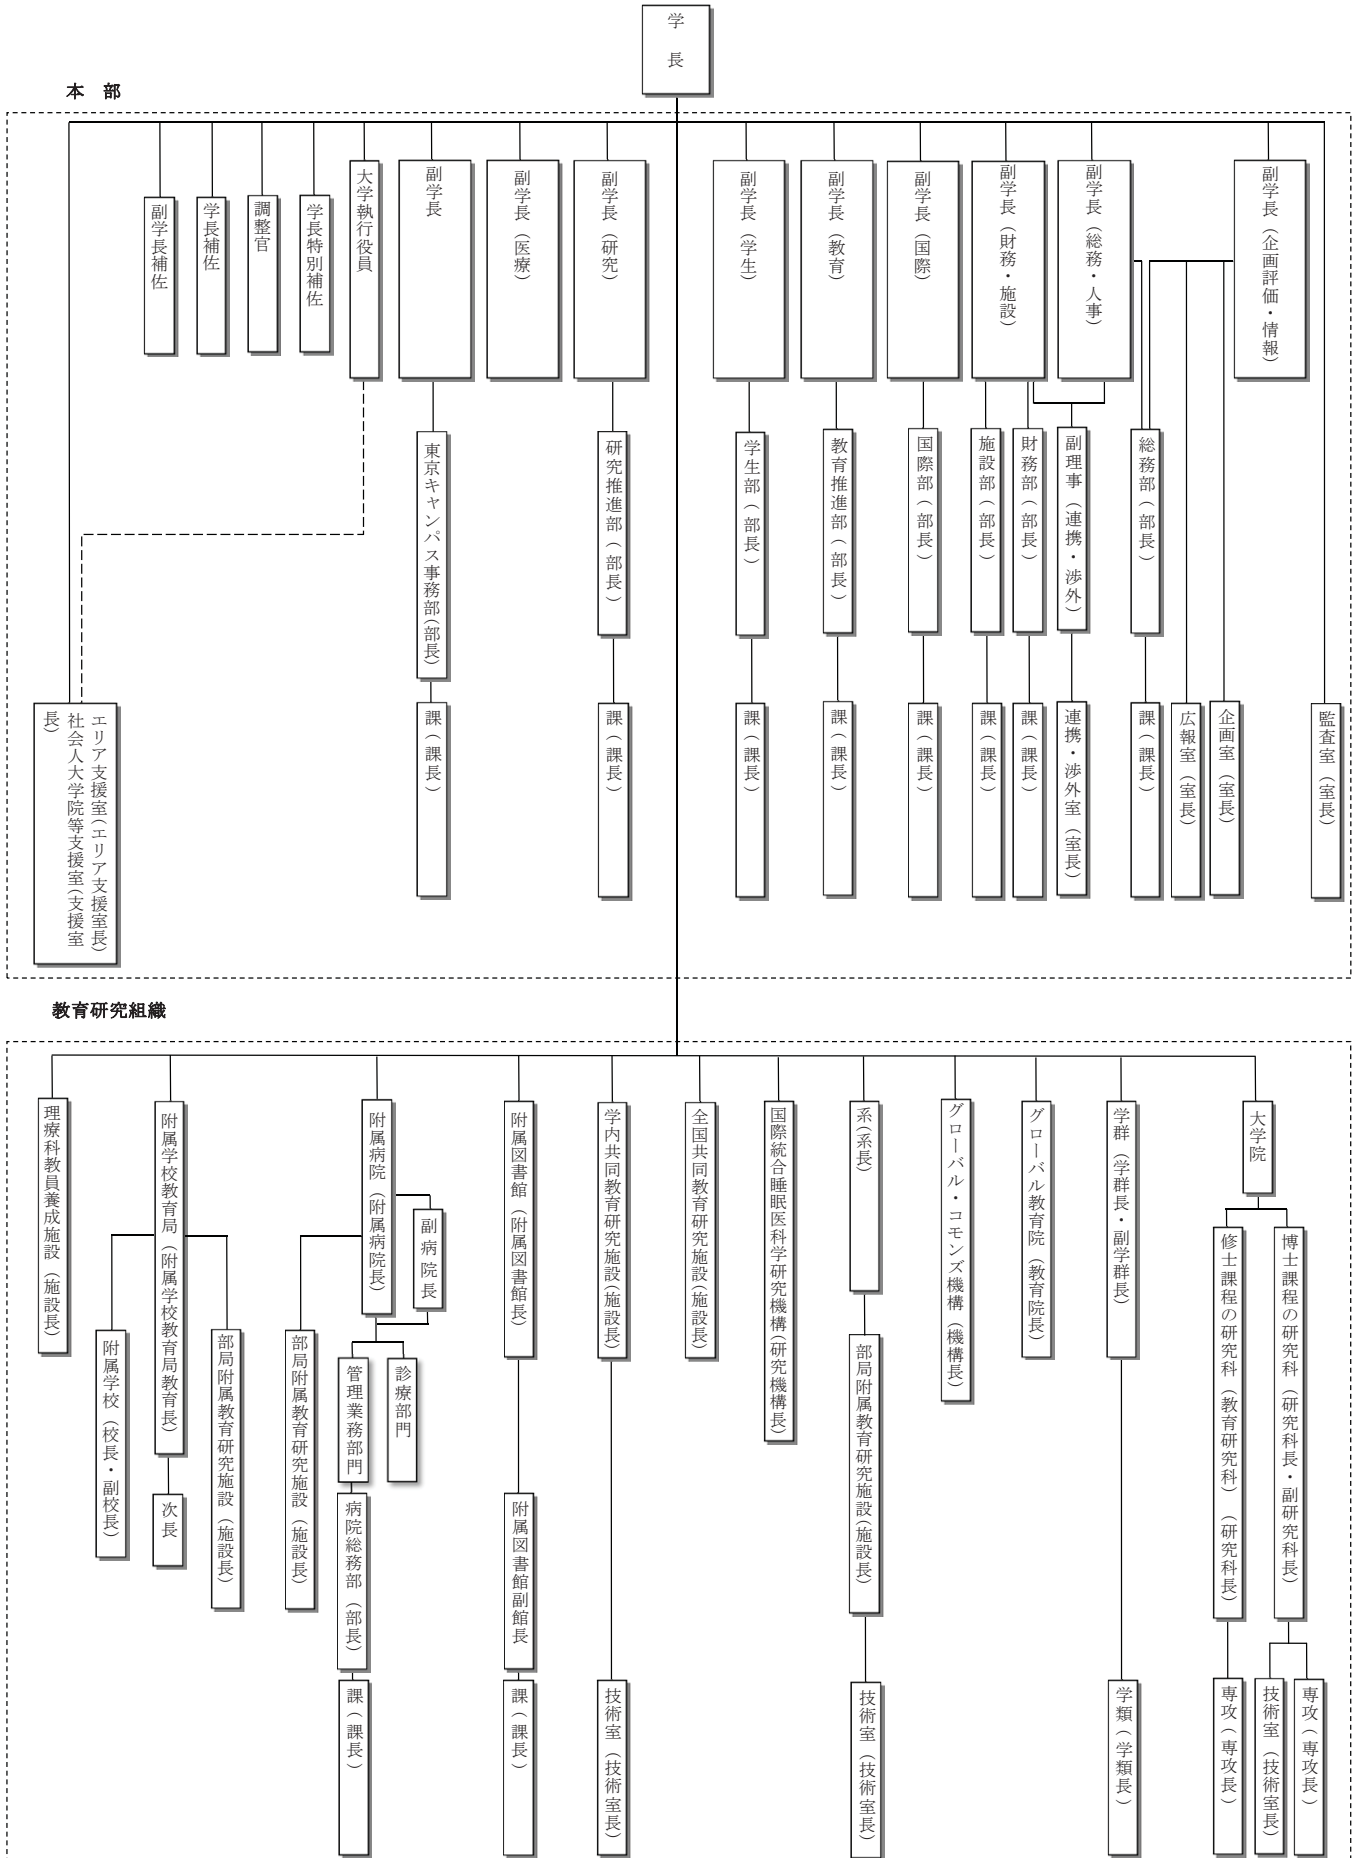 学長
本部
副学長（企画評価・情報）
副学長（総務・人事）
副学長（財務・施設）
副学長（国際）
副学長（教育）
副学長（学生）
副学長（研究）
副学長（医療）
副学長
大学執行役員
学長特別補佐
調整官
学長補佐
副学長補佐
総務部（部長）
副理事（連携・渉外）
財務部（部長）
施設部（部長）
国際部（部長）
教育推進部（部長）
学生部（部長）
研究推進部（部長）
東京キャンパス事務部（部長）
監査室（室長）
企画室（室長）
広報室（室長）
課（課長）
連携・渉外室（室長）
課（課長）
課（課長）
課（課長）
課（課長）
課（課長）
課（課長）
課（課長）
エリア支援室（エリア支援室長）
社会人大学院等支援室（支援室
長）
教育研究組織
大学院
学群（学群長・副学群長）
グローバル教育院（教育院長）
グローバル・コモンズ機構（機構長）
系（系長）
国際統合睡眠医科学研究機構（研究機構長）
全国共同教育研究施設（施設長）
学内共同教育研究施設（施設長）
附属図書館（附属図書館長）
附属病院（附属病院長）
附属学校教育局（附属学校教育局教育長）
理療科教員養成施設（施設長）
博士課程の研究科（研究科長・副研究科長）
修士課程の研究科（教育研究科）（研究科長）
部局附属教育研究施設（施設長）
副病院長
診療部門
管理業務部門
部局附属教育研究施設（施設長）
部局附属教育研究施設（施設長）
附属学校（校長・副校長）
附属図書館副館長
病院総務部（部長）
次長
専攻（専攻長）
技術室（技術室長）
専攻（専攻長）
学類（学類長）
技術室（技術室長）
技術室（技術室長）
課（課長）
課（課長）